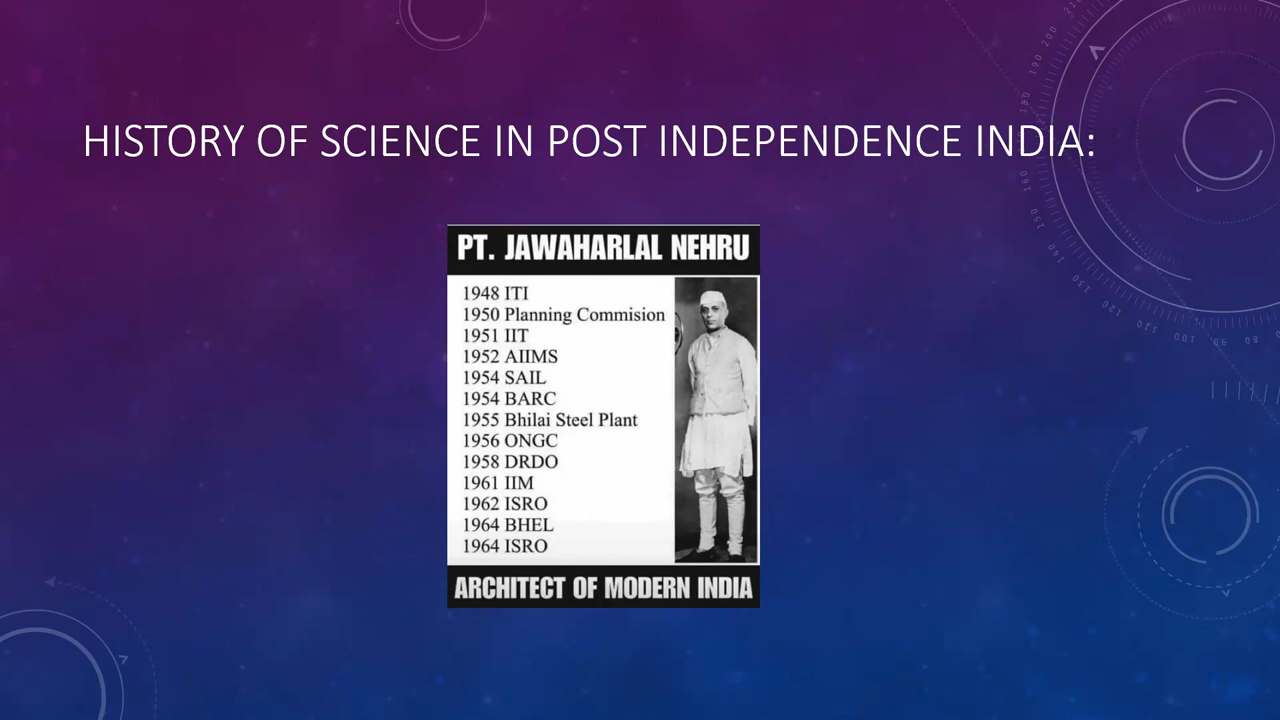 HISTORY OF SCIENCE IN POST INDEPENDENCE INDIA:
PT. JAWAHARLAL NEHRU
1948 ITI
1950 Planning Commision
1951 IIT
1952 AIIMS
1954 SAIL
1954 BARC
1955 Bhilai Steel Plant
1956 ONGC
1958 DRDO
1961 IIM
1962 ISRO
1964 BHEL
1964 ISRO
ARCHITECT OF MODERN INDIA